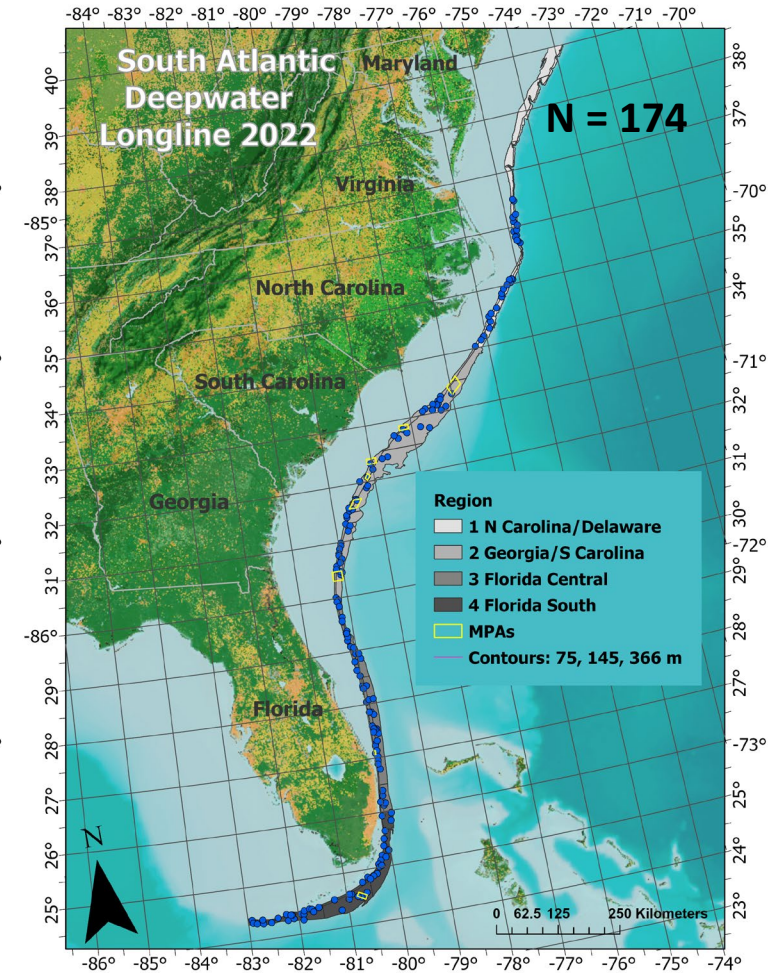 -84° -83° -82° -81° -80° -79° -78° -77° -76° -75° -74° -73° -72° -71° -70°
South Atlantic
Deepwater
Longline 2022
Maryland
N = 174
Virginia
North Carolina
South Carolina
Georgia
Florida
40°
39°
38°
-85°
37°
36°
35°
34°
33°
32°
31°
-86°
29°
28°
27°
26°
25°
38°
37°
-70°
35°
34°
-71°
32°
31°
30°
-72°
29°
28°
27°
-73°
25°
24°
23°
Region
1 N Carolina/Delaware
2 Georgia/S Carolina
3 Florida Central
4 Florida South
MPAs
Contours: 75, 145, 366 m
N
0 62.5 125 250 Kilometers
-86° -85° -84° -83° -82° -81° -80° -79° -78° -77° -76° -75° -74°